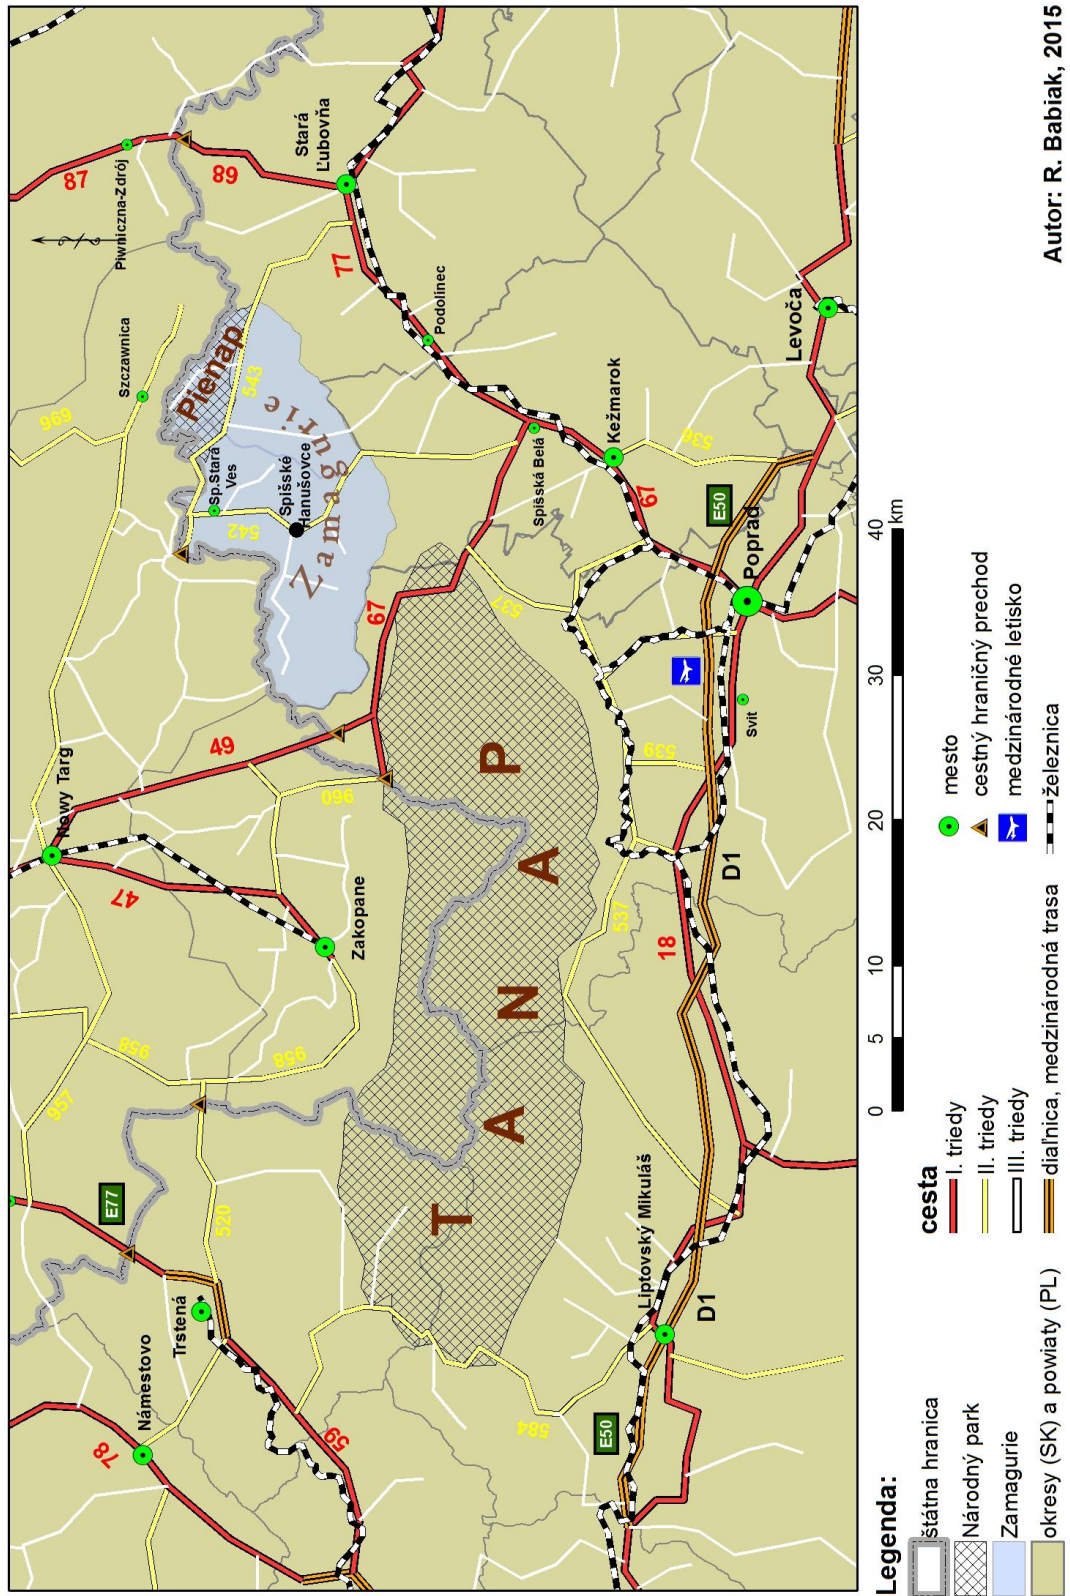 87
Piwniczna-Zdrój
89
Stará
Ľubovňa
77
Podolinec
Szczawnica
969
Pienap
543
Sp.Stará
Ves
542
Spišské
Hanušovce
Zamagurie
Spišská Belá
Kežmarok
67
536
E50
Poprad
Levoča
67
537
Nowy Targ
49
960
47
Zakopane
958
958
957
E77
520
Trstená
Námestovo
78
59
TANAP
539
Svit
537
18
D1
Liptovský Mikuláš
D1
584
E50
0
5
10
20
30
40
km
Legenda:
štátna hranica
Národný park
Zamagurie
okresy (SK) a powiaty (PL)
cesta
I. triedy
II. triedy
III. triedy
diaľnica, medzinárodná trasa
mesto
cestný hraničný prechod
medzinárodné letisko
železnica
Autor: R. Babiak, 2015